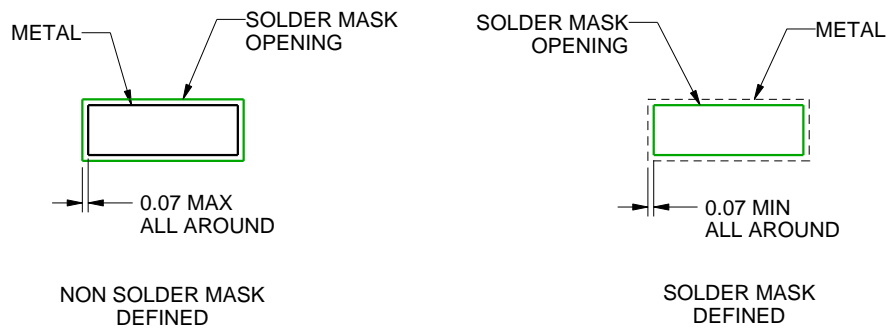 METAL
SOLDER MASK
OPENING
0.07 MAX
ALL AROUND
NON SOLDER MASK
DEFINED
SOLDER MASK
OPENING
METAL
0.07 MIN
ALL AROUND
SOLDER MASK
DEFINED